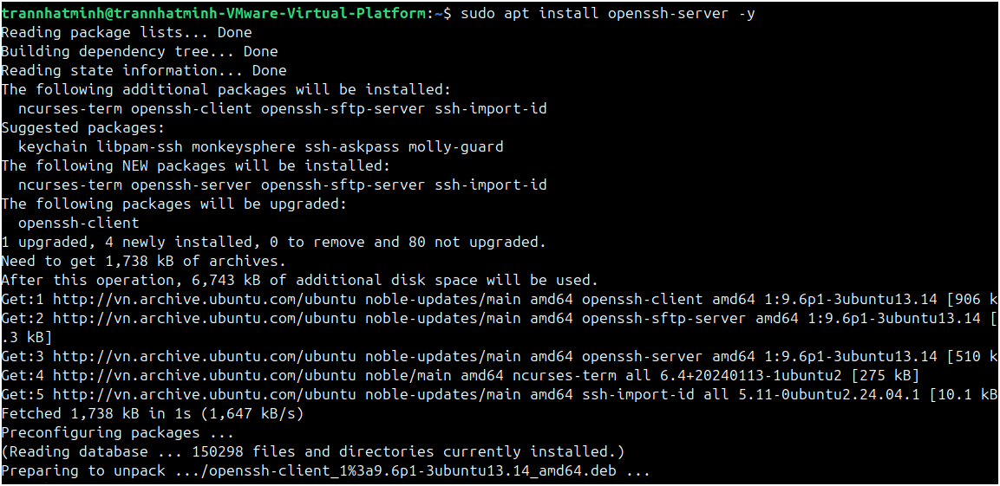 trannhatminh@trannhatminh-VMware-Virtual-Platform:~$ sudo apt install openssh-server -y
Reading package lists... Done
Building dependency tree... Done
Reading state information... Done
The following additional packages will be installed:
  ncurses-term openssh-client openssh-sftp-server ssh-import-id
Suggested packages:
  keychain libpam-ssh monkeysphere ssh-askpass molly-guard
The following NEW packages will be installed:
  ncurses-term openssh-server openssh-sftp-server ssh-import-id
The following packages will be upgraded:
  openssh-client
1 upgraded, 4 newly installed, 0 to remove and 80 not upgraded.
Need to get 1,738 kB of archives.
After this operation, 6,743 kB of additional disk space will be used.
Get:1 http://vn.archive.ubuntu.com/ubuntu noble-updates/main amd64 openssh-client amd64 1:9.6p1-3ubuntu13.14 [906 k
Get:2 http://vn.archive.ubuntu.com/ubuntu noble-updates/main amd64 openssh-sftp-server amd64 1:9.6p1-3ubuntu13.14 [
.3 kB]
Get:3 http://vn.archive.ubuntu.com/ubuntu noble-updates/main amd64 openssh-server amd64 1:9.6p1-3ubuntu13.14 [510 k
Get:4 http://vn.archive.ubuntu.com/ubuntu noble/main amd64 ncurses-term all 6.4+20240113-1ubuntu2 [275 kB]
Get:5 http://vn.archive.ubuntu.com/ubuntu noble-updates/main amd64 ssh-import-id all 5.11-0ubuntu2.24.04.1 [10.1 kB
Fetched 1,738 kB in 1s (1,647 kB/s)
Preconfiguring packages ...
(Reading database ... 150298 files and directories currently installed.)
Preparing to unpack .../openssh-client_1%3a9.6p1-3ubuntu13.14_amd64.deb ...